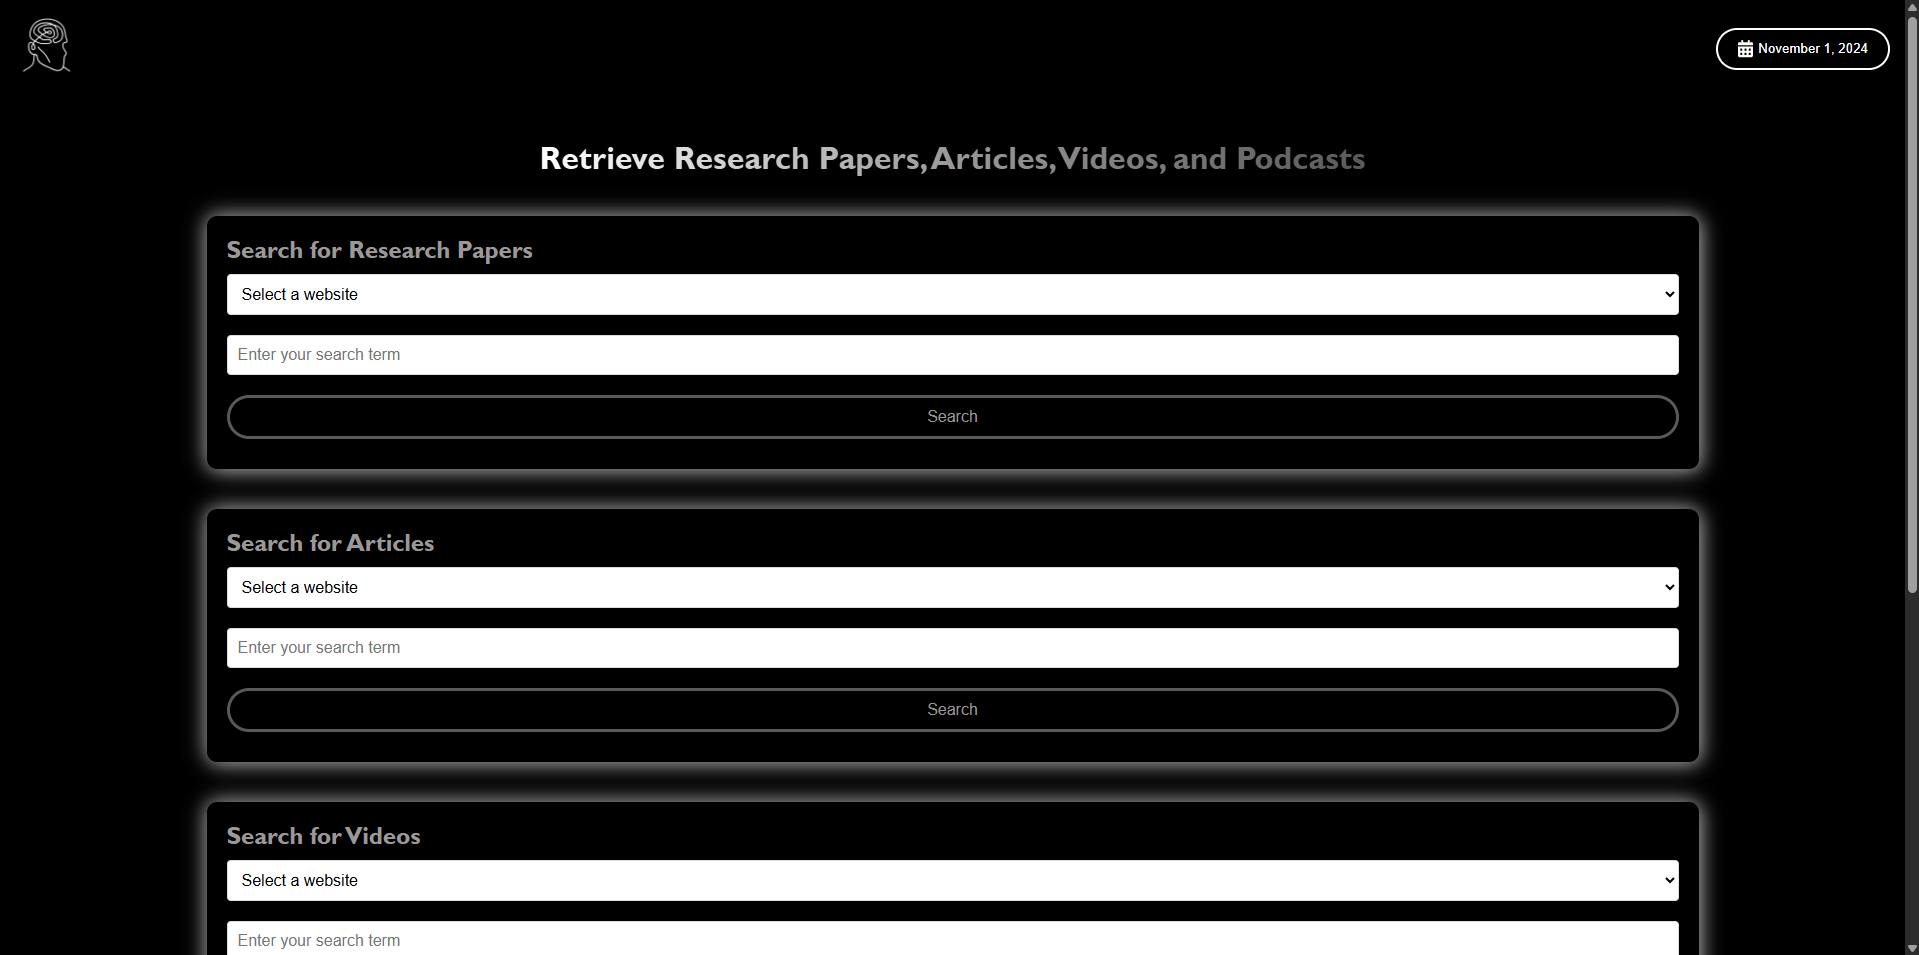 November 1, 2024
Retrieve Research Papers, Articles, Videos, and Podcasts
Search for Research Papers
Select a website
Enter your search term
Search
Search for Articles
Select a website
Enter your search term
Search
Search for Videos
Select a website
Enter your search term